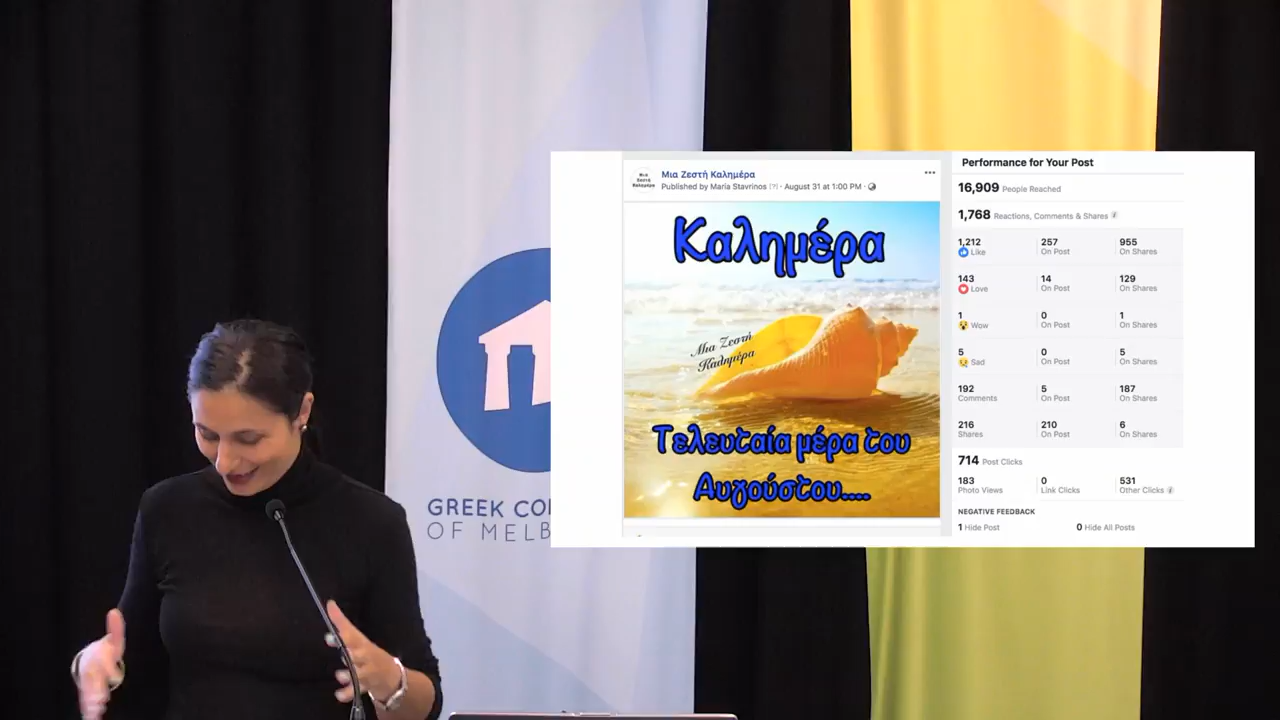 GREEK CO
OF MELB
Μια
Ζεστή
Καλημέρα
Μια Ζεστή Καλημέρα
Published by Maria Stavrinos [?] · August 31 at 1:00 PM ·
Καλημέρα
Μια Ζεστή
Καλημέρα
Τελευταία μέρα του
Αυγούστου....
Performance for Your Post
16,909 People Reached
1,768 Reactions, Comments & Shares
1,212 257 955
Like On Post On Shares
143 14 129
Love On Post On Shares
1 0 1
Wow On Post On Shares
5 0 5
Sad On Post On Shares
192 5 187
Comments On Post On Shares
216 210 6
Shares On Post On Shares
714 Post Clicks
183 0 531
Photo Views Link Clicks Other Clicks
NEGATIVE FEEDBACK
1 Hide Post 0 Hide All Posts